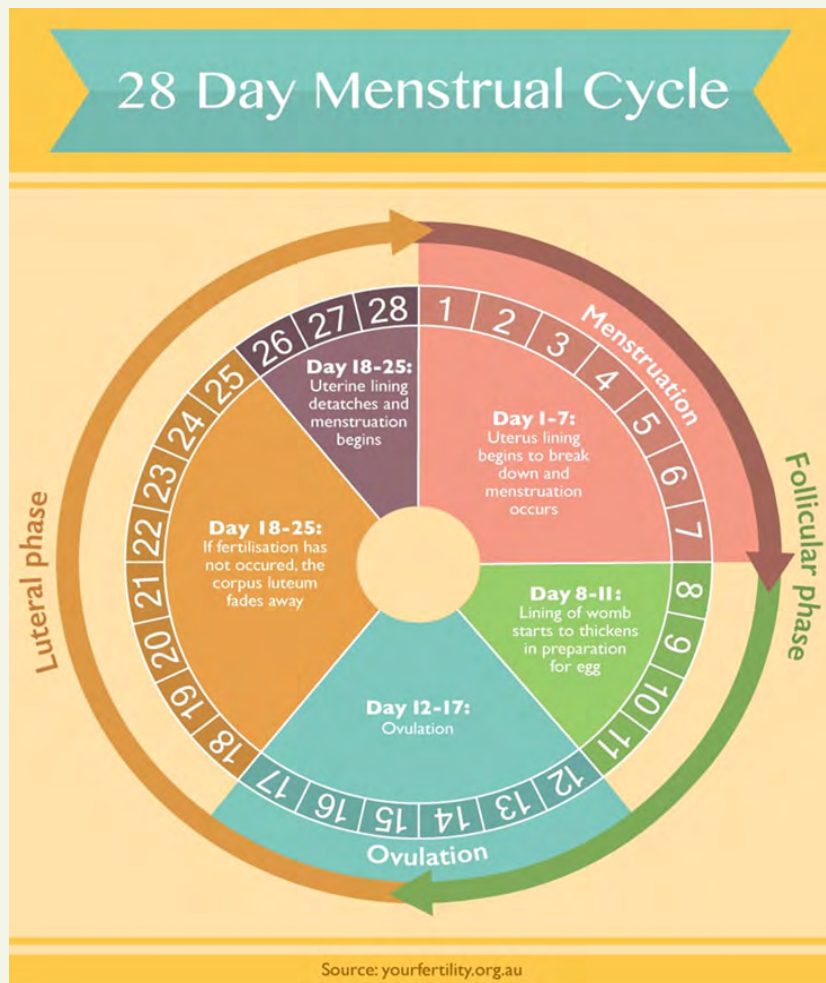 28 Day Menstrual Cycle
Menstruation
Follicular phase
Ovulation
Luteral phase
1
2
3
4
5
6
7
8
9
10
11
12
13
14
15
16
17
18
19
20
21
22
23
24
25
26
27
28
Day 1-7:
Uterus lining
begins to break
down and
menstruation
occurs
Day 8-11:
Lining of womb
starts to thickens
in preparation
for egg
Day 12-17:
Ovulation
Day 18-25:
If fertilisation has
not occured, the
corpus luteum
fades away
Day 18-25:
Uterine lining
detatches and
menstruation
begins
Source: yourfertility.org.au